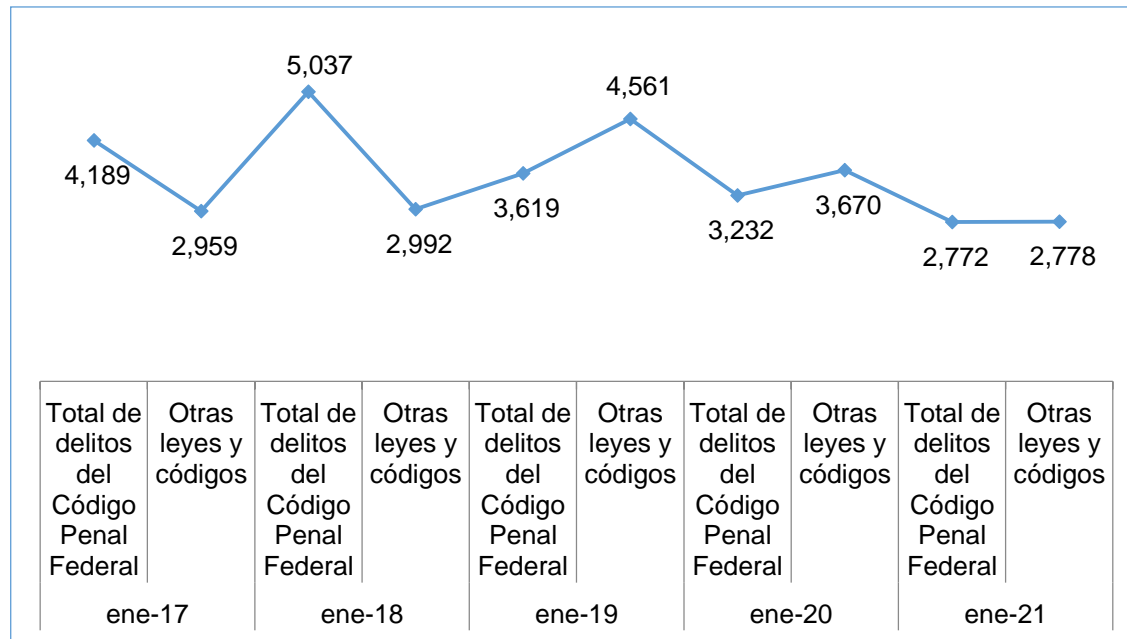 5,037
4,561
4,189
2,959
2,992
3,619
3,232
3,670
2,772
2,778
Total de
delitos
del
Código
Penal
Federal
Otras
leyes y
códigos
Total de
delitos
del
Código
Penal
Federal
Otras
leyes y
códigos
Total de
delitos
del
Código
Penal
Federal
Otras
leyes y
códigos
Total de
delitos
del
Código
Penal
Federal
Otras
leyes y
códigos
Total de
delitos
del
Código
Penal
Federal
Otras
leyes y
códigos
ene-17
ene-18
ene-19
ene-20
ene-21